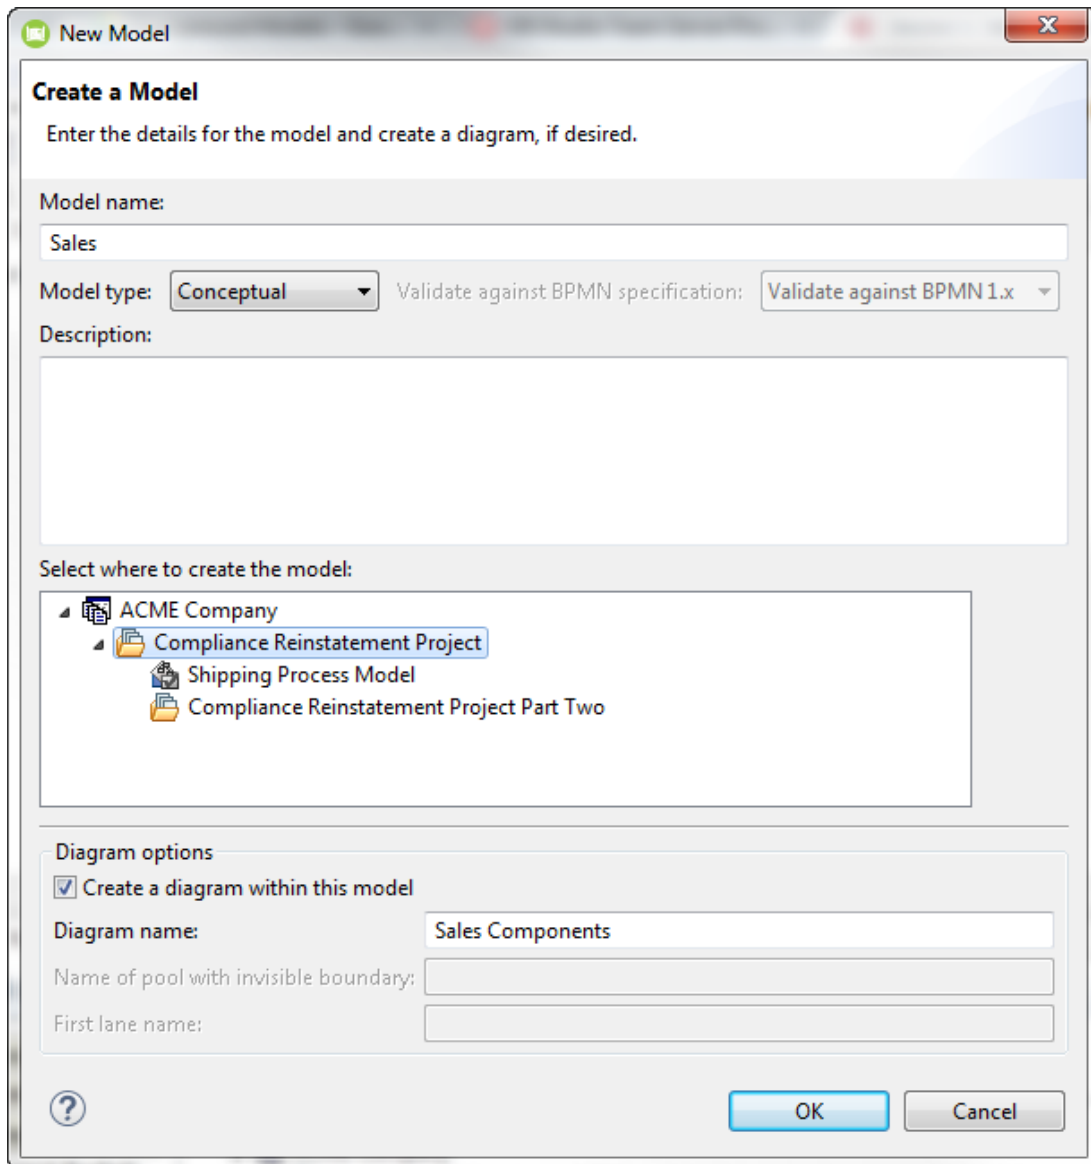 New Model
Create a Model
Enter the details for the model and create a diagram, if desired.
Model name:
Sales
Model type: Conceptual Validate against BPMN specification: Validate against BPMN 1.x
Description:
Select where to create the model:
ACME Company
Compliance Reinstatement Project
Shipping Process Model
Compliance Reinstatement Project Part Two
Diagram options
Create a diagram within this model
Diagram name: Sales Components
Name of pool with invisible boundary:
First lane name:
OK Cancel